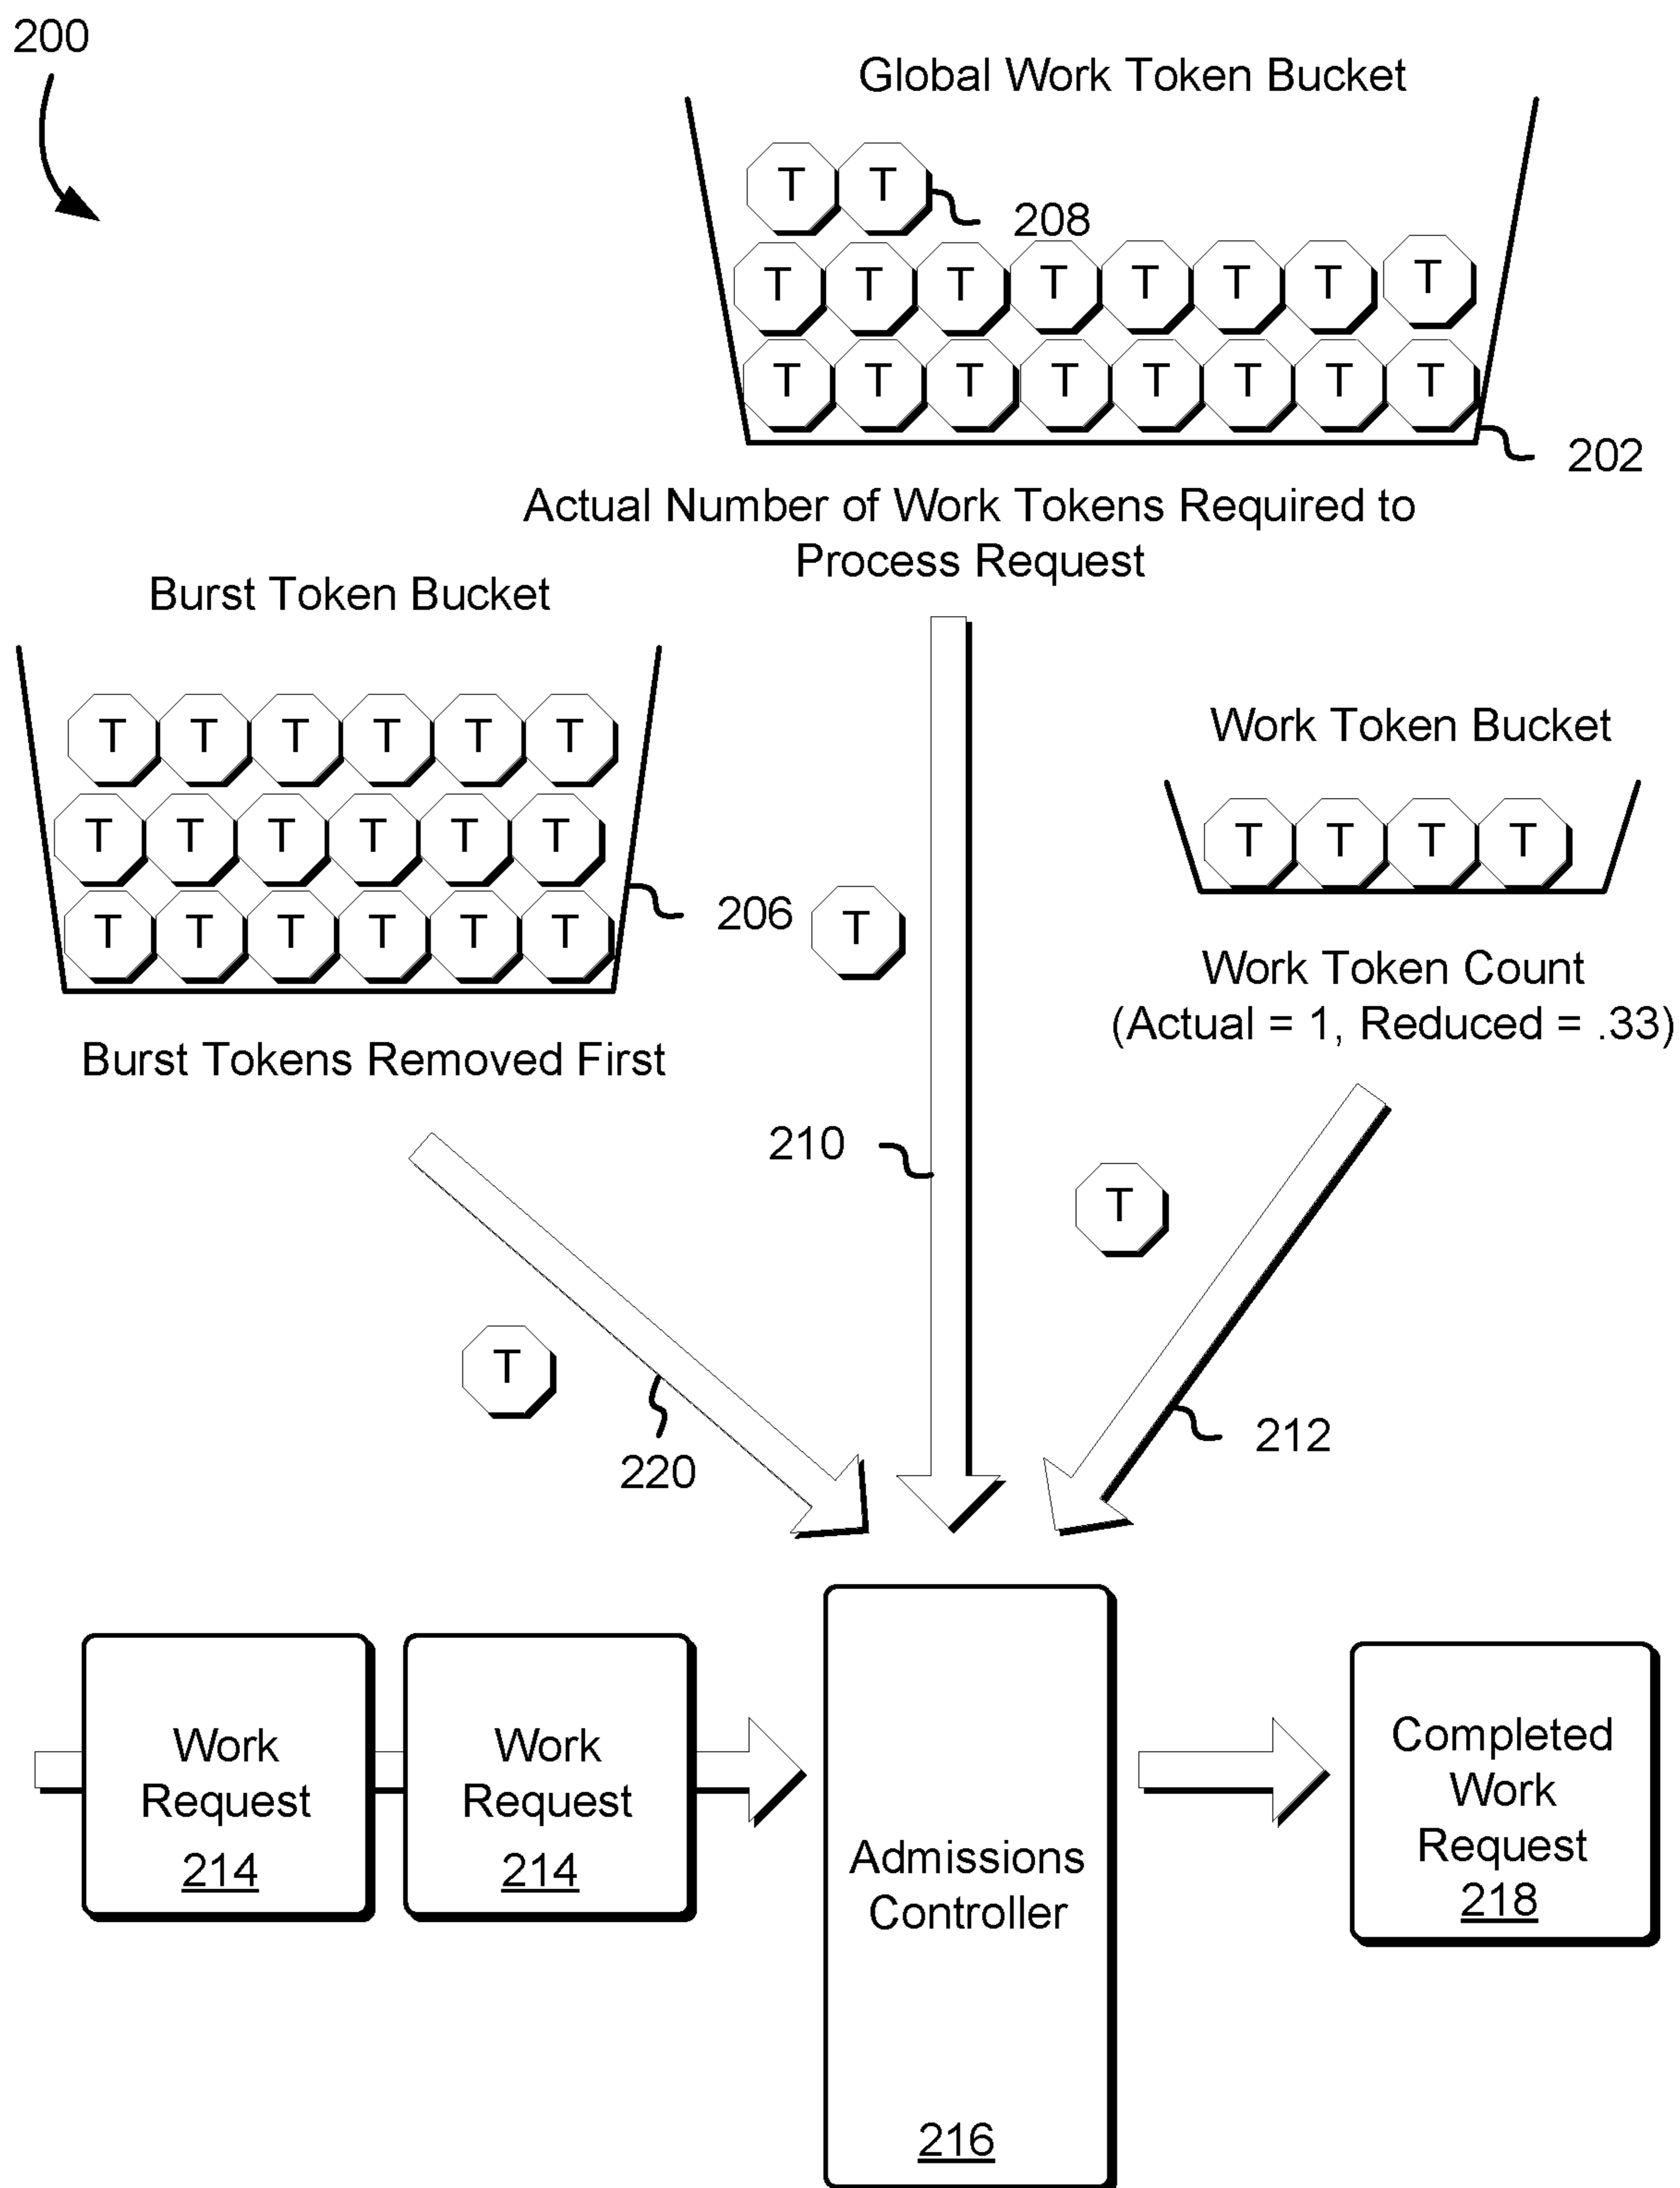 200
Global Work Token Bucket
T T
208
T T T T T T T T
T T T T T T T T
202
Actual Number of Work Tokens Required to
Process Request
Burst Token Bucket
T T T T T T
T T T T T T
T T T T T T
206
T
Work Token Bucket
T T T T
Work Token Count
(Actual = 1, Reduced = .33)
Burst Tokens Removed First
210
T
T
220
212
Work
Request
214
Work
Request
214
Admissions
Controller
216
Completed
Work
Request
218